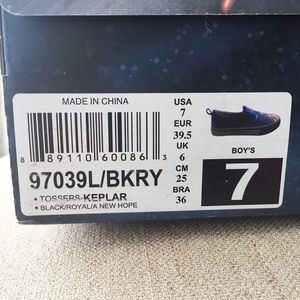 MADE IN CHINA
8 89110 60086 3
97039L/BKRY
• TOSSERS-KEPLAR
• BLACK/ROYAL/A NEW HOPE
USA
7
EUR
39.5
UK
6
CM
25
BRA
36
BOY'S
7